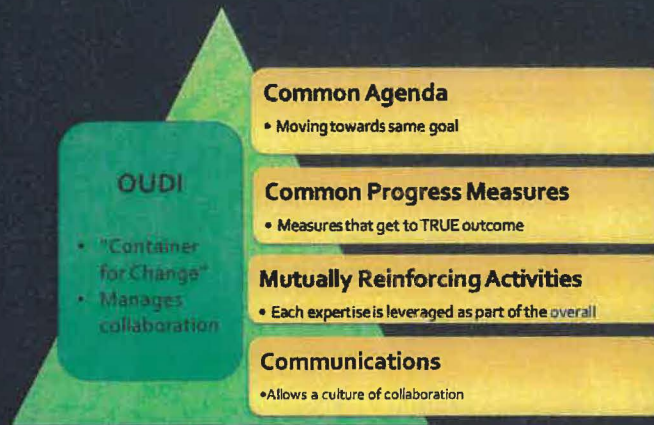 OUDI
• "Container
for Change"
• Manages
collaboration
Common Agenda
• Moving towards same goal
Common Progress Measures
• Measures that get to TRUE outcome
Mutually Reinforcing Activities
• Each expertise is leveraged as part of the overall
Communications
•Allows a culture of collaboration